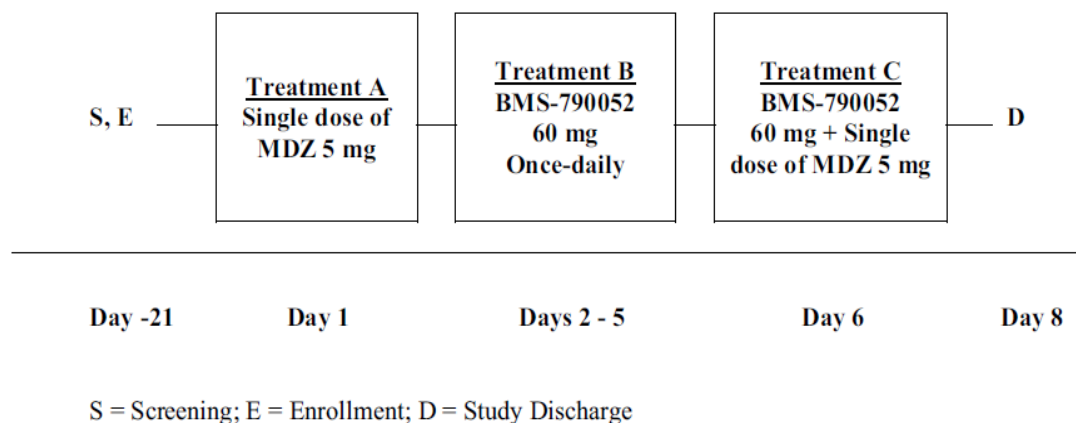 S, E
Treatment A
Single dose of
MDZ 5 mg
Treatment B
BMS-790052
60 mg
Once-daily
Treatment C
BMS-790052
60 mg + Single
dose of MDZ 5 mg
D
Day -21
Day 1
Days 2 - 5
Day 6
Day 8
S = Screening; E = Enrollment; D = Study Discharge